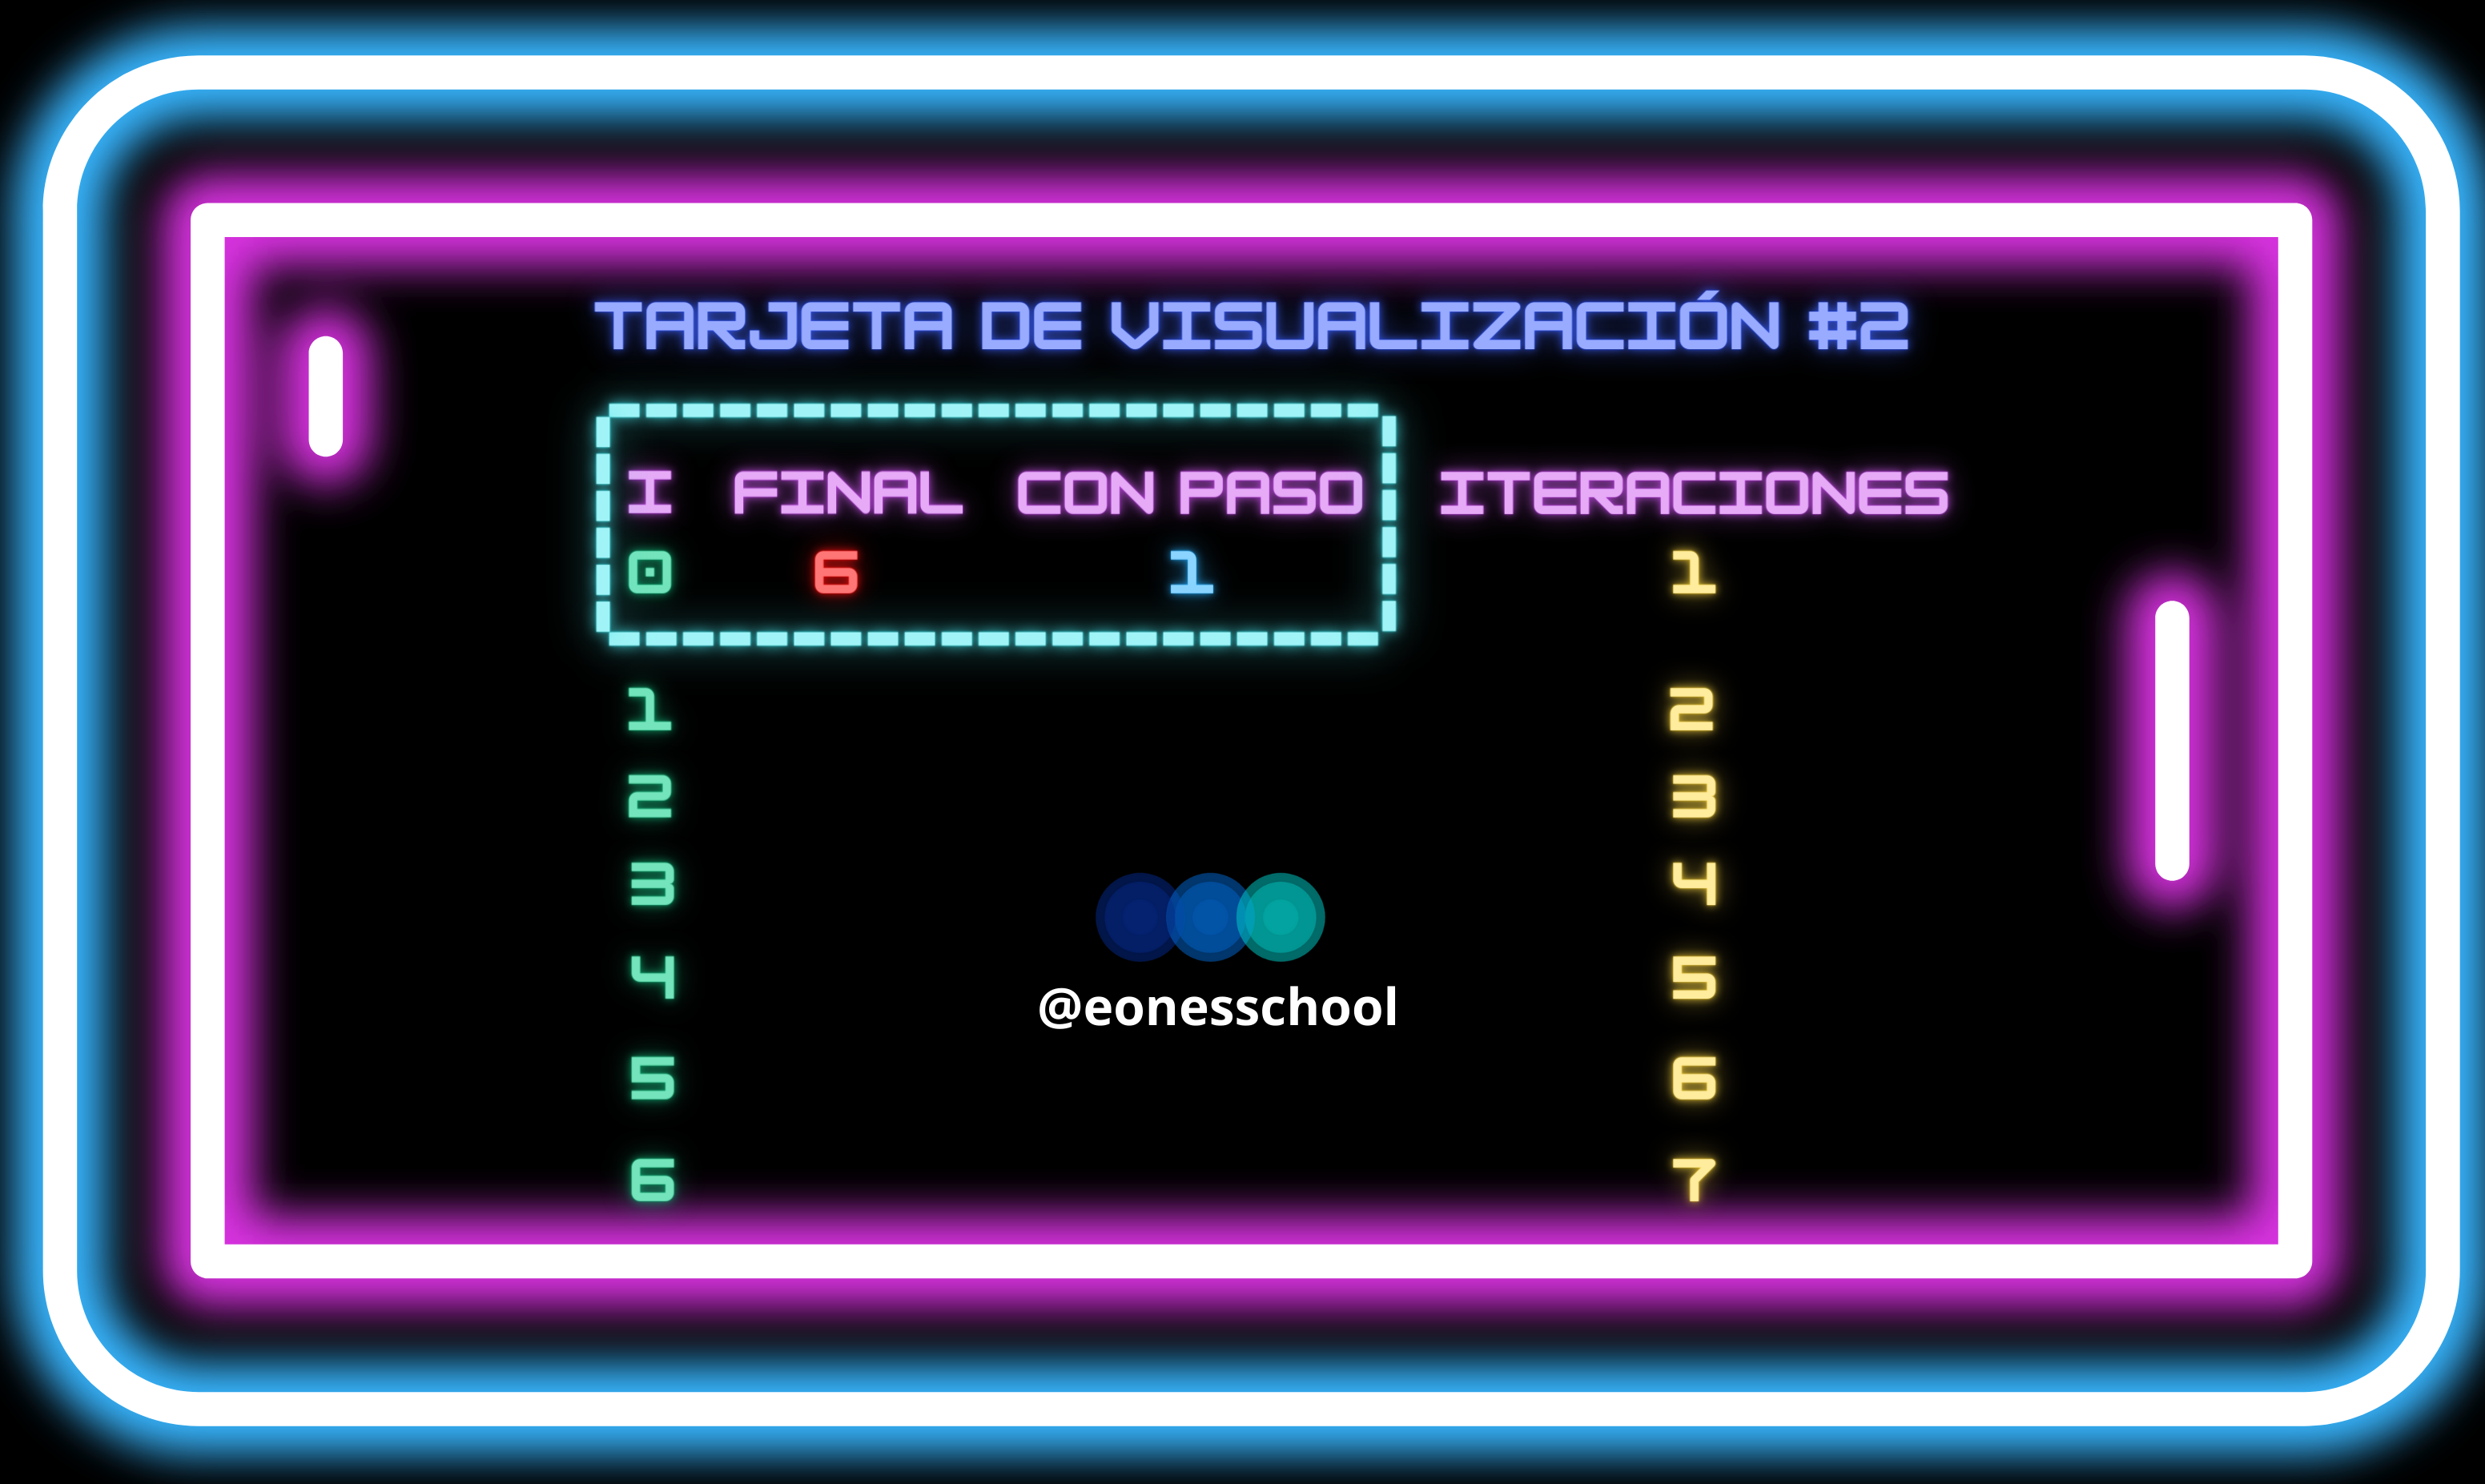 TARJETA DE VISUALIZACIÓN #2
I FINAL CON PASO ITERACIONES
0 6 1 1
1 2
2 3
3 4
4 5
5 6
6 7
@eonesschool